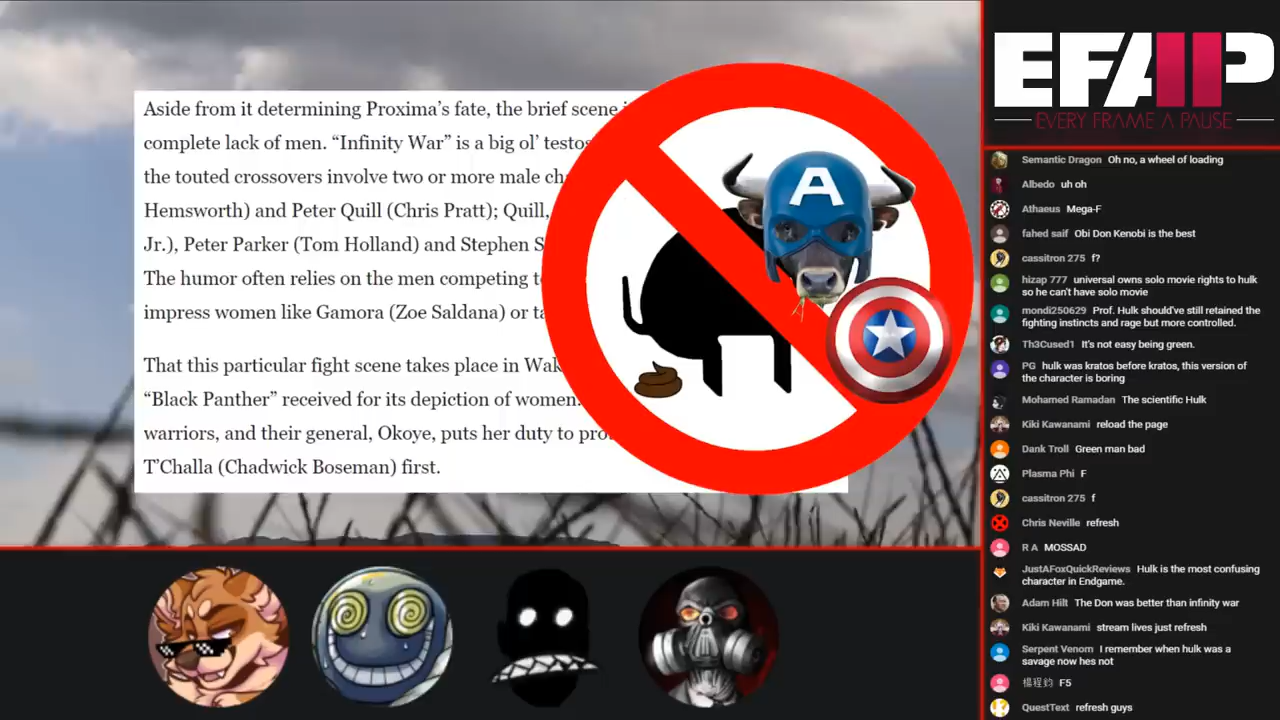 Aside from it determining Proxima’s fate, the brief scene
complete lack of men. “Infinity War” is a big ol’
the touted crossovers involve two or more male
Hemsworth) and Peter Quill (Chris Pratt); Quill,
Jr.), Peter Parker (Tom Holland) and Stephen
The humor often relies on the men competing
impress women like Gamora (Zoe Saldana) or
That this particular fight scene takes place in
“Black Panther” received for its depiction of women.
warriors, and their general, Okoye, puts her duty to
T’Challa (Chadwick Boseman) first.
A
EFAP
EVERY FRAME A PAUSE
Semantic Dragon Oh no, a wheel of loading
Albedo uh oh
Athaeus Mega-F
fahed saif Obi Don Kenobi is the best
cassitron 275 f?
hizap 777 universal owns solo movie rights to hulk
so he can't have solo movie
mondi250629 Prof. Hulk should've still retained the
fighting instincts and rage but more controlled.
Th3Cused1 It's not easy being green.
PG hulk was kratos before kratos, this version of
the character is boring
Mohamed Ramadan The scientific Hulk
Kiki Kawanami reload the page
Dank Troll Green man bad
Plasma Phi F
cassitron 275 f
Chris Neville refresh
R A MOSSAD
JustAFoxQuickReviews Hulk is the most confusing
character in Endgame.
Adam Hilt The Don was better than infinity war
Kiki Kawanami stream lives just refresh
Serpent Venom I remember when hulk was a
savage now hes not
楊程鈞 F5
QuestText refresh guys